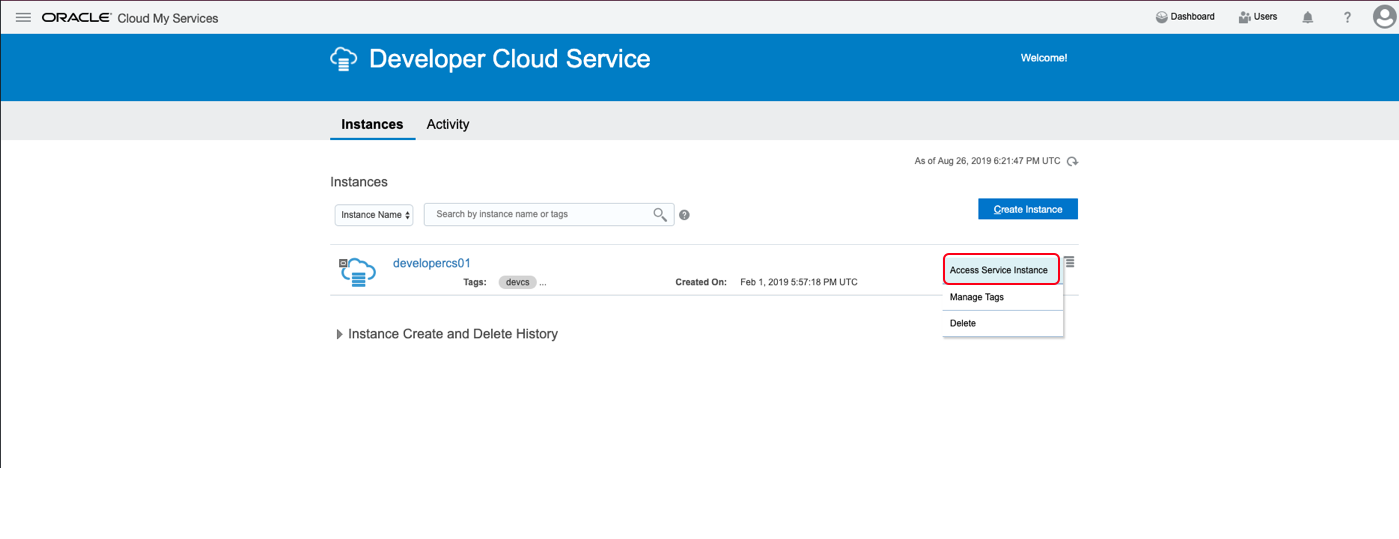 ORACLE Cloud My Services Dashboard Users ?
Developer Cloud Service Welcome!
Instances Activity
As of Aug 26, 2019 6:21:47 PM UTC
Instances
Instance Name Search by instance name or tags ? Create Instance
developercs01
Tags: devcs ... Created On: Feb 1, 2019 5:57:18 PM UTC
Access Service Instance
Manage Tags
Delete
Instance Create and Delete History